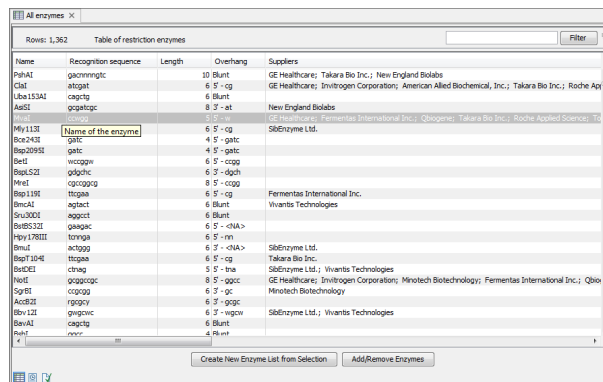 All enzymes
Rows: 1,362 Table of restriction enzymes Filter
Name Recognition sequence Length Overhang Suppliers
PshAI gacnnnngtc 10 Blunt GE Healthcare; Takara Bio Inc.; New England Biolabs
ClaI atcgat 6 5' - cg GE Healthcare; Invitrogen Corporation; American Allied Biochemical, Inc.; Takara Bio Inc.; Roche App
Uba153AI cagctg 6 Blunt
AsiSI gcgatcgc 8 3' - at New England Biolabs
MvaI ccwgg 5 5' - w GE Healthcare; Fermentas International Inc.; Qbiogene; Takara Bio Inc.; Roche Applied Science; To
Mly113I Name of the enzyme 6 5' - cg SibEnzyme Ltd.
Bce243I gatc 4 5' - gatc
Bsp2095I gatc 4 5' - gatc
BetI wccggw 6 5' - ccgg
BspLS2I gdgchc 6 3' - dgch
MreI cgccggcg 8 5' - ccgg
Bsp119I ttcgaa 6 5' - cg Fermentas International Inc.
BmcAI agtact 6 Blunt Vivantis Technologies
Sru30DI aggcct 6 Blunt
BstBS32I gaagac 6 5' - <NA>
Hpy178III tcnnga 6 5' - nn
BmuI actggg 6 3' - <NA> SibEnzyme Ltd.
BspT104I ttcgaa 6 5' - cg Takara Bio Inc.
BstDEI ctnag 5 5' - tna SibEnzyme Ltd.; Vivantis Technologies
NotI gcggccgc 8 5' - ggcc GE Healthcare; Invitrogen Corporation; Minotech Biotechnology; Fermentas International Inc.; Qbiog
SgrBI ccgcgg 6 3' - gc Minotech Biotechnology
AccB2I rgcgcy 6 3' - gcgc
Bbv12I gwgcwc 6 3' - wgcw SibEnzyme Ltd.; Vivantis Technologies
BavAI cagctg 6 Blunt
BshI ggcc 4 Blunt
Create New Enzyme List from Selection Add/Remove Enzymes